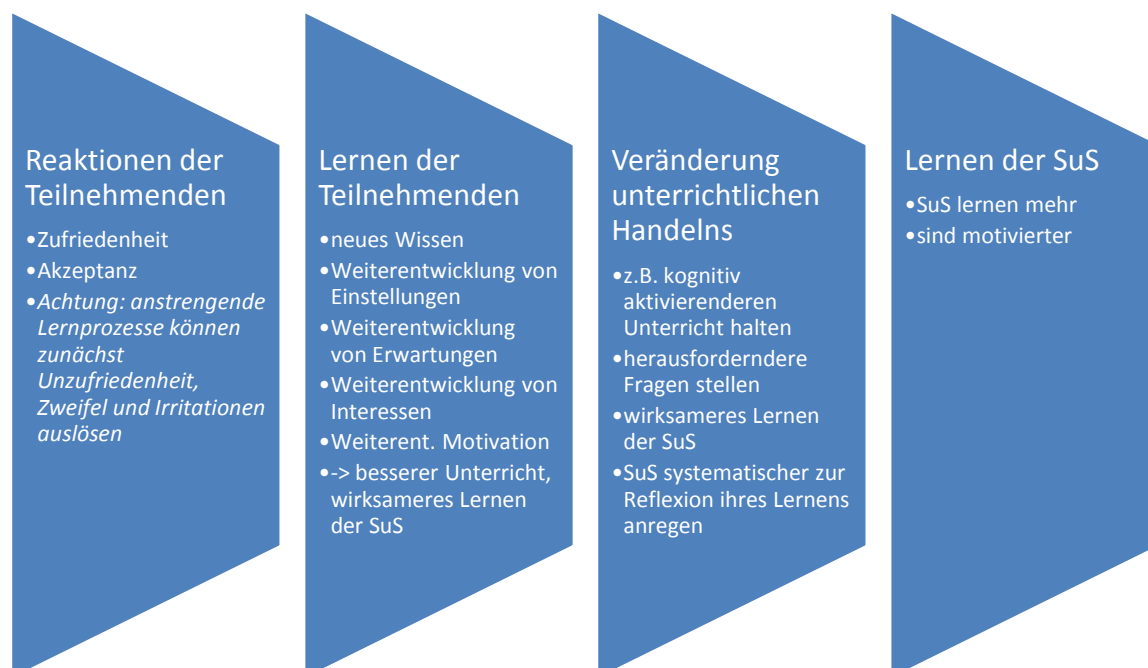 Reaktionen der
Teilnehmenden
•Zufriedenheit
•Akzeptanz
•Achtung: anstrengende
Lernprozesse können
zunächst
Unzufriedenheit,
Zweifel und Irritationen
auslösen
Lernen der
Teilnehmenden
•neues Wissen
•Weiterentwicklung von
Einstellungen
•Weiterentwicklung
von Erwartungen
•Weiterentwicklung von
Interessen
•Weiterent. Motivation
•-> besserer Unterricht,
wirksameres Lernen
der SuS
Veränderung
unterrichtlichen
Handelns
•z.B. kognitiv
aktivierenderen
Unterricht halten
•herausforderndere
Fragen stellen
•wirksameres Lernen
der SuS
•SuS systematischer zur
Reflexion ihres Lernens
anregen
Lernen der SuS
•SuS lernen mehr
•sind motivierter